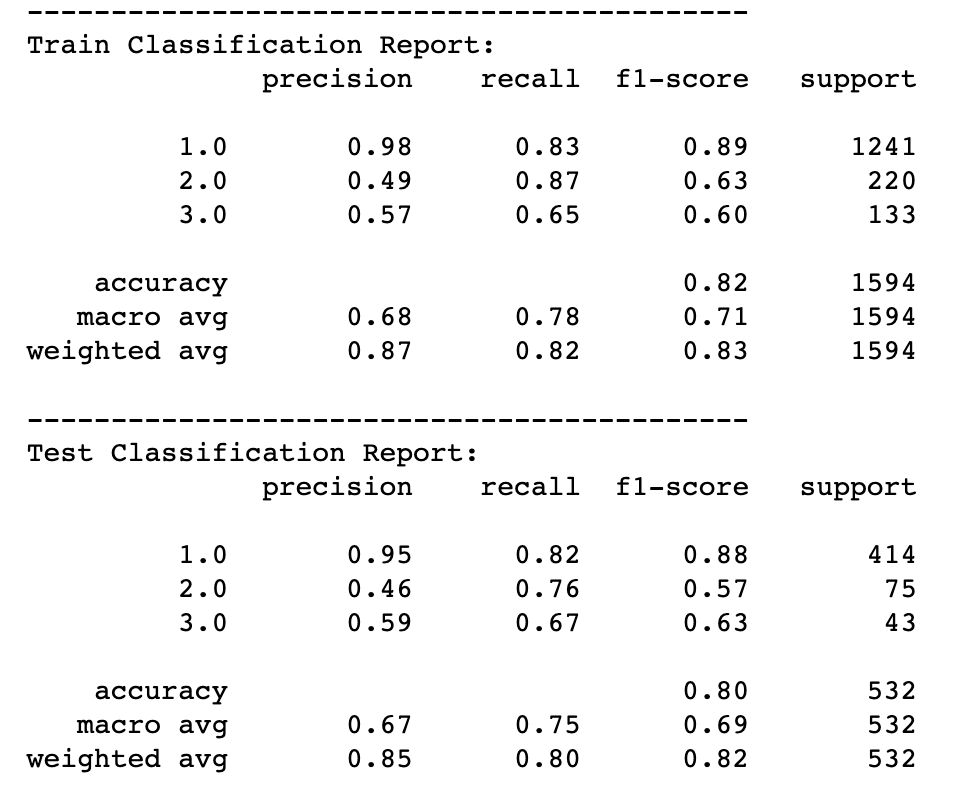 -------------------------------------------
Train Classification Report:
              precision    recall  f1-score   support

         1.0       0.98      0.83      0.89      1241
         2.0       0.49      0.87      0.63       220
         3.0       0.57      0.65      0.60       133

    accuracy                           0.82      1594
   macro avg       0.68      0.78      0.71      1594
weighted avg       0.87      0.82      0.83      1594

-------------------------------------------
Test Classification Report:
              precision    recall  f1-score   support

         1.0       0.95      0.82      0.88       414
         2.0       0.46      0.76      0.57        75
         3.0       0.59      0.67      0.63        43

    accuracy                           0.80       532
   macro avg       0.67      0.75      0.69       532
weighted avg       0.85      0.80      0.82       532